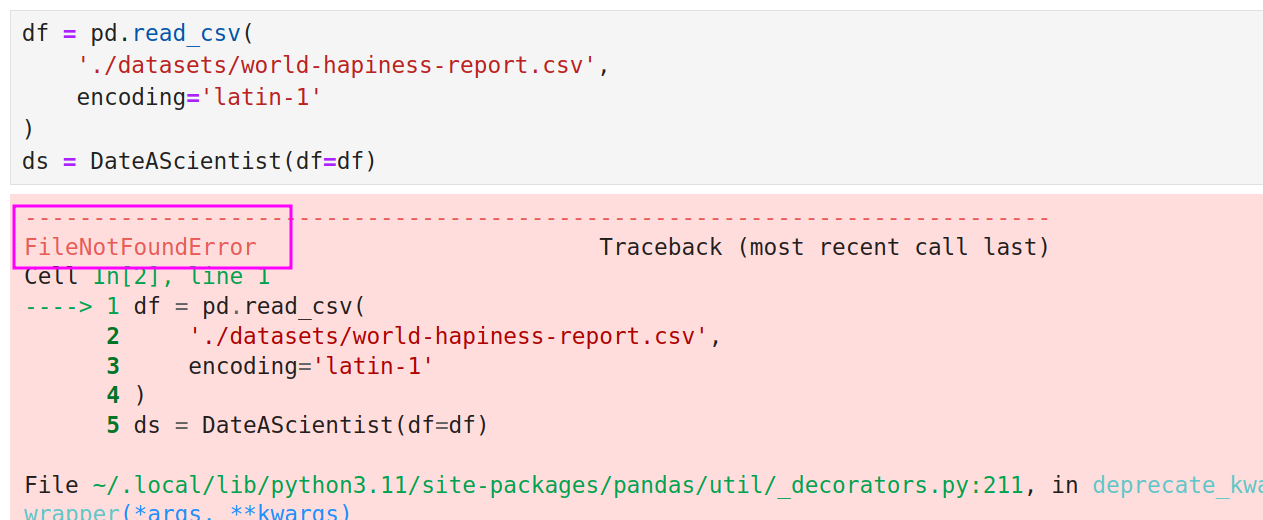 df = pd.read_csv(
    './datasets/world-hapiness-report.csv',
    encoding='latin-1'
)
ds = DateAScientist(df=df)
---------------------------------------------------------------------------
FileNotFoundError                         Traceback (most recent call last)
Cell In[2], line 1
----> 1 df = pd.read_csv(
      2     './datasets/world-hapiness-report.csv',
      3     encoding='latin-1'
      4 )
      5 ds = DateAScientist(df=df)
File ~/.local/lib/python3.11/site-packages/pandas/util/_decorators.py:211, in deprecate_kwa
wrapper(*args, **kwargs)